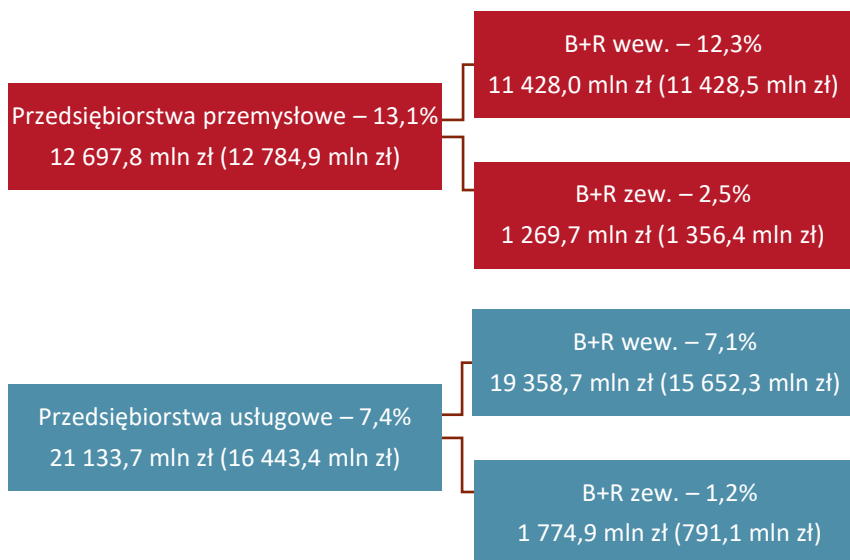 Przedsiębiorstwa przemysłowe – 13,1%
12 697,8 mln zł (12 784,9 mln zł)
B+R wew. – 12,3%
11 428,0 mln zł (11 428,5 mln zł)
B+R zew. – 2,5%
1 269,7 mln zł (1 356,4 mln zł)
Przedsiębiorstwa usługowe – 7,4%
21 133,7 mln zł (16 443,4 mln zł)
B+R wew. – 7,1%
19 358,7 mln zł (15 652,3 mln zł)
B+R zew. – 1,2%
1 774,9 mln zł (791,1 mln zł)